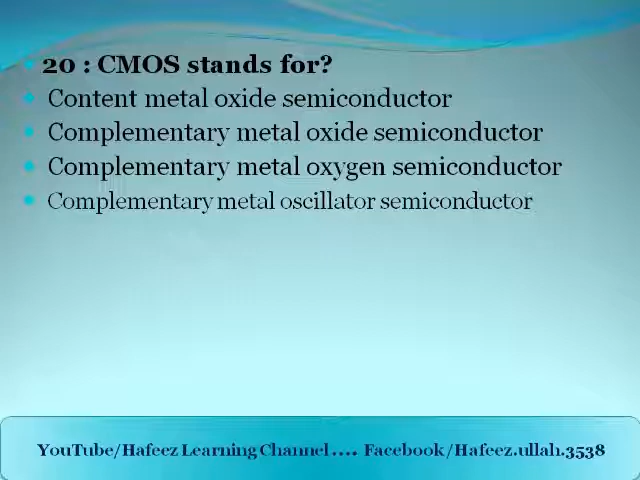 20 : CMOS stands for?
Content metal oxide semiconductor
Complementary metal oxide semiconductor
Complementary metal oxygen semiconductor
Complementary metal oscillator semiconductor
YouTube/Hafeez Learning Channel .... Facebook/Hafeez.ullah.3538